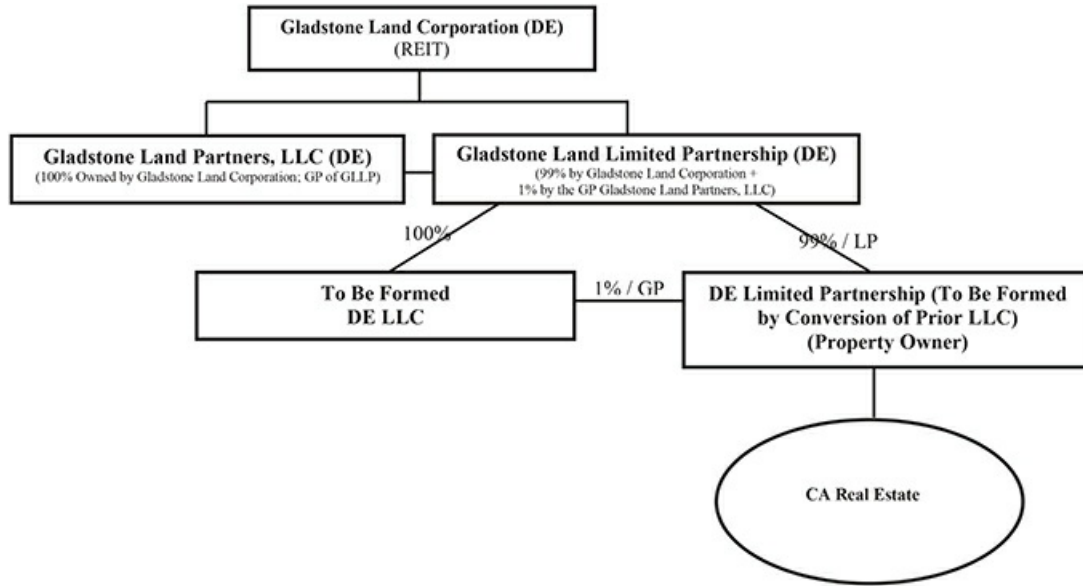 Gladstone Land Corporation (DE)
(REIT)
Gladstone Land Partners, LLC (DE)
(100% Owned by Gladstone Land Corporation; GP of GLLP)
Gladstone Land Limited Partnership (DE)
(99% by Gladstone Land Corporation +
1% by the GP Gladstone Land Partners, LLC)
100%
99% / LP
To Be Formed
DE LLC
1% / GP
DE Limited Partnership (To Be Formed
by Conversion of Prior LLC)
(Property Owner)
CA Real Estate